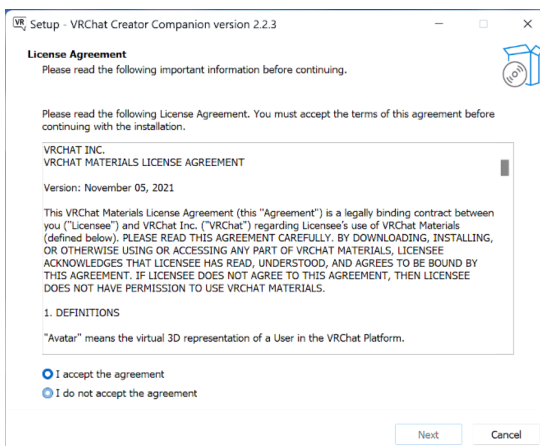 VR Setup - VRChat Creator Companion version 2.2.3
License Agreement
Please read the following important information before continuing.
Please read the following License Agreement. You must accept the terms of this agreement before
continuing with the installation.
VRCHAT INC.
VRCHAT MATERIALS LICENSE AGREEMENT
Version: November 05, 2021
This VRChat Materials License Agreement (this "Agreement") is a legally binding contract between
you ("Licensee") and VRChat Inc. ("VRChat") regarding Licensee's use of VRChat Materials
(defined below). PLEASE READ THIS AGREEMENT CAREFULLY. BY DOWNLOADING, INSTALLING,
OR OTHERWISE USING OR ACCESSING ANY PART OF VRCHAT MATERIALS, LICENSEE
ACKNOWLEDGES THAT LICENSEE HAS READ, UNDERSTOOD, AND AGREES TO BE BOUND BY
THIS AGREEMENT. IF LICENSEE DOES NOT AGREE TO THIS AGREEMENT, THEN LICENSEE
DOES NOT HAVE PERMISSION TO USE VRCHAT MATERIALS.
1. DEFINITIONS
"Avatar" means the virtual 3D representation of a User in the VRChat Platform.
I accept the agreement
I do not accept the agreement
Next Cancel